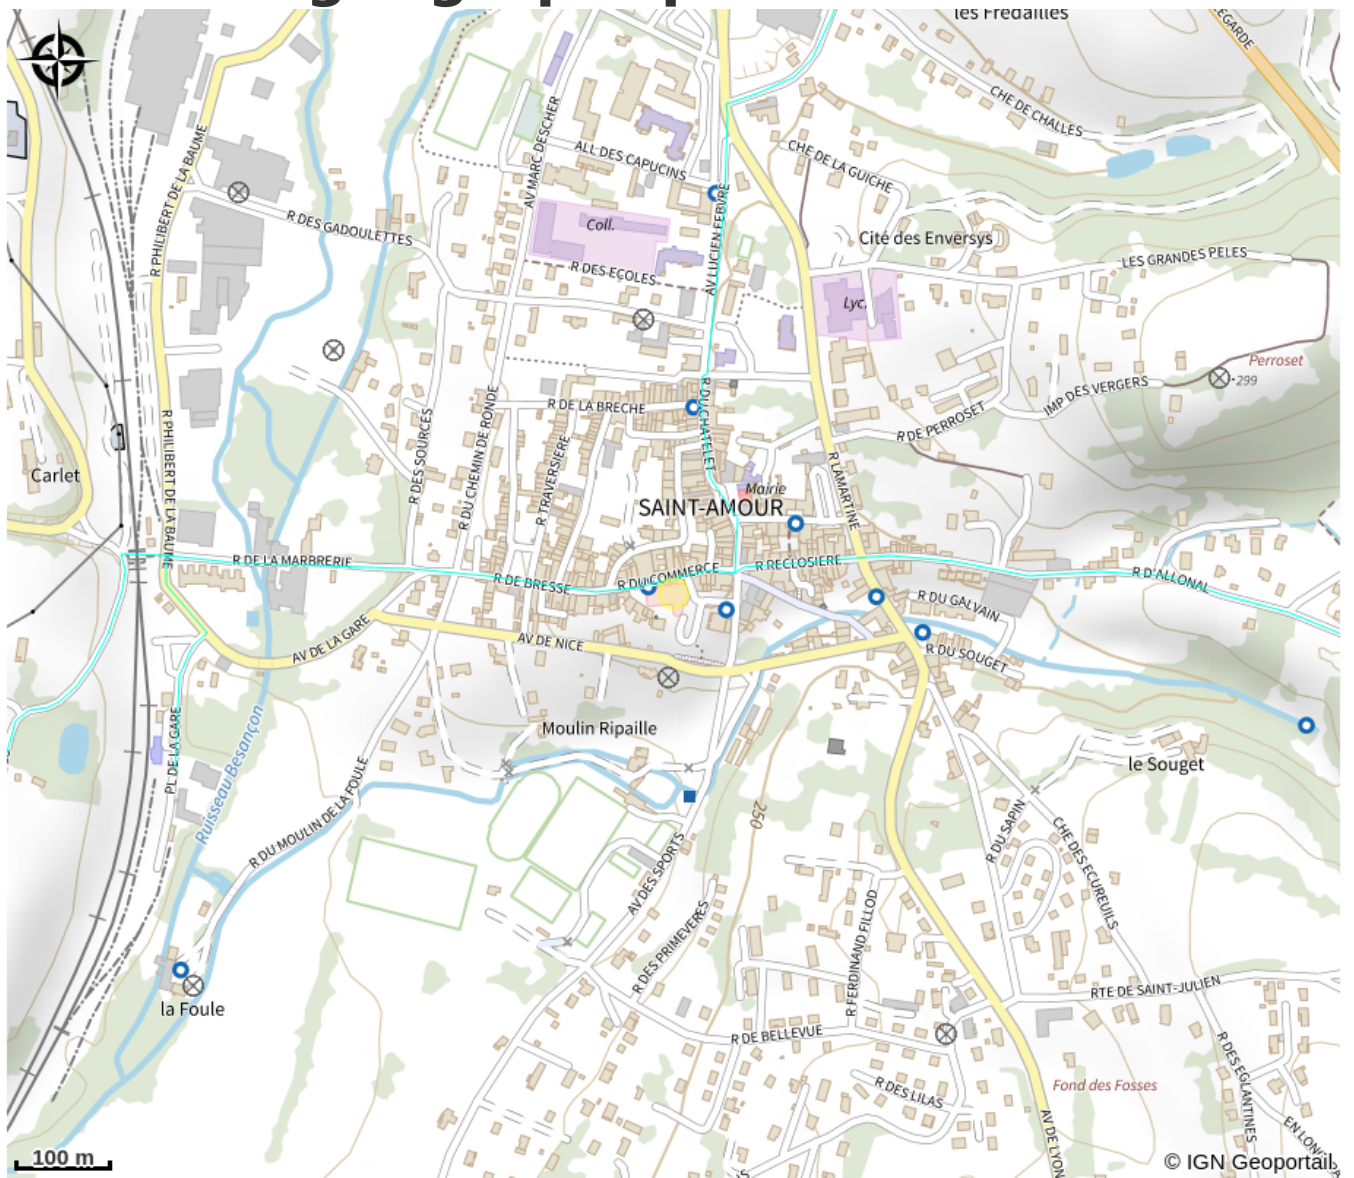 les Fredailles
CHE DE CHALLES
ALL DES CAPUCINS
AV MARC DESCHER
CHE DE LA GUICHE
R PHILIBERT DE LA BAUME
R DES GADOULETTES
Coll.
R DES ECOLES
AV LUCIEN FEBVRE
Cité des Enversys
LES GRANDES PELES
Lyc.
Perroset
299
IMP DES VERGERS
R DE PERROSET
R DE LA BRECHE
R DU CHATELET
R DES SOURCES
R DU CHEMIN DE RONDE
R TRAVERSIERE
R PHILIBERT DE LA BAUME
Carlet
Mairie
SAINT-AMOUR
R LAMARTINE
R DE LA MARBRERIE
R DE BRESSE
R DU COMMERCE
R RECLOSIERE
R D'ALLONAL
R DU GALVAIN
R DU SOUGET
AV DE LA GARE
AV DE NICE
Moulin Ripaille
le Souget
PL DE LA GARE
Ruisseau Besançon
R DU MOULIN DE LA FOULE
250
R DU SAPIN
CHE DES ECUREUILS
AV DES SPORTS
R DES PRIMEVERES
R FERDINAND FILLOD
la Foule
RTE DE SAINT-JULIEN
R DE BELLEVUE
R DES LILAS
Fond des Fosses
R DES EGLANTINES
AV DE LYON
100 m
© IGN Geoportail